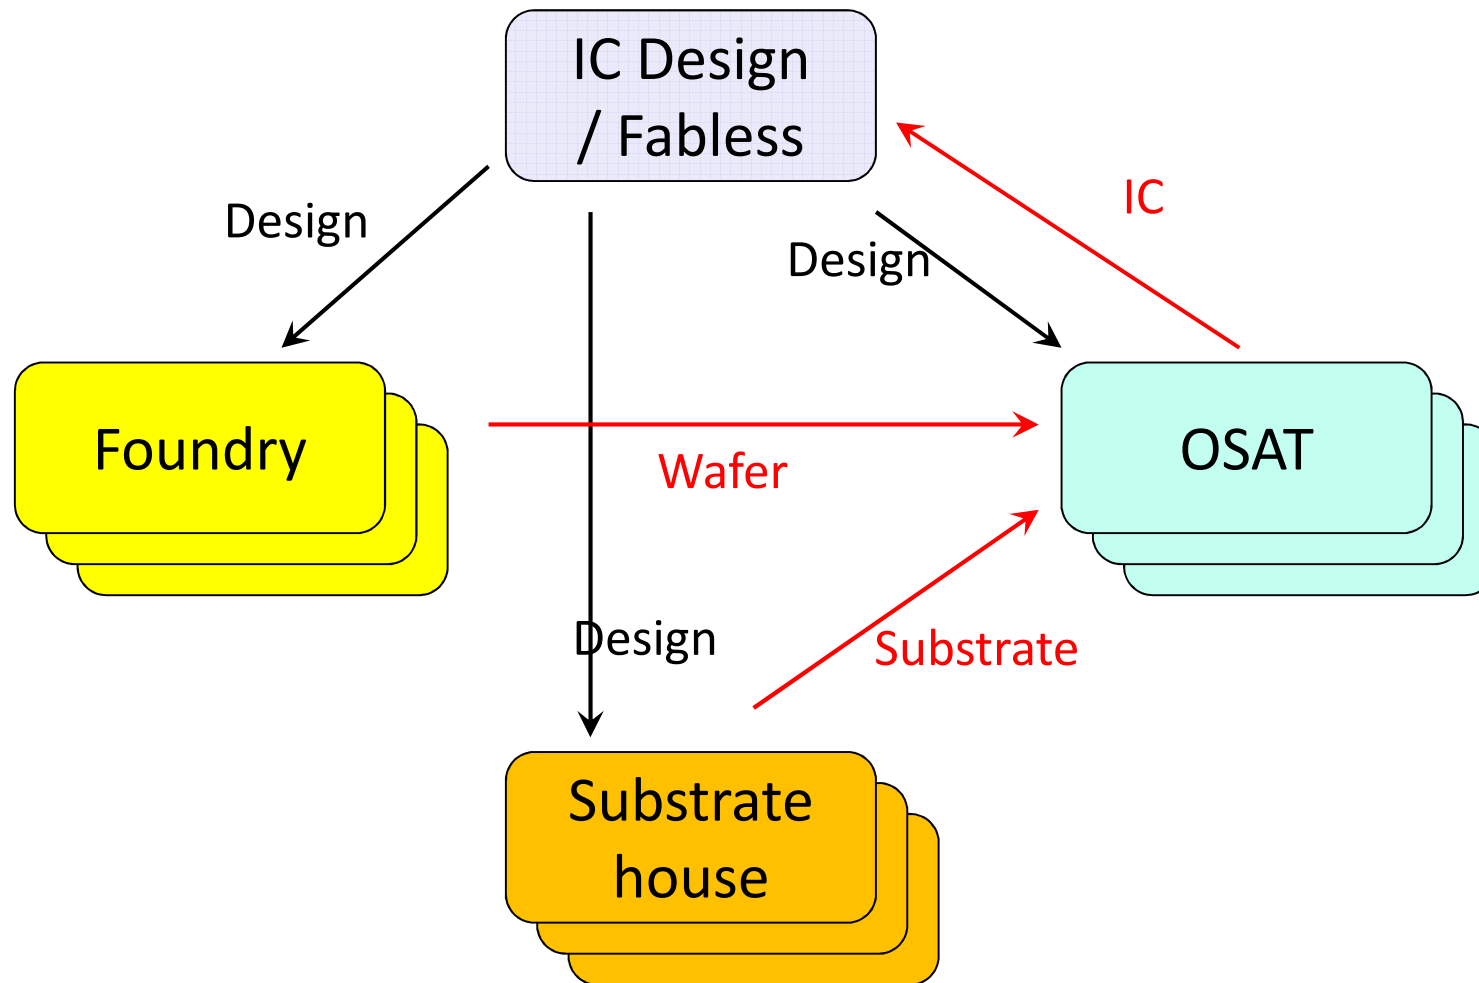 IC Design
/ Fabless
IC
Design
Design
Foundry
OSAT
Wafer
Design
Substrate
Substrate
house